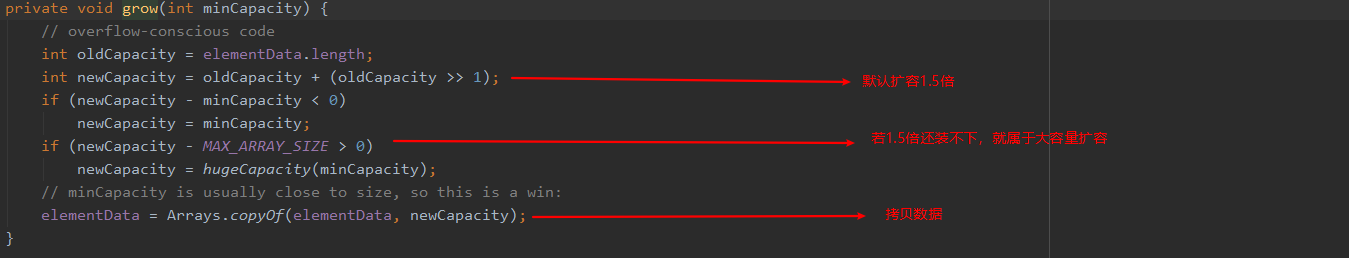 private void grow(int minCapacity) {
// overflow-conscious code
int oldCapacity = elementData.length;
int newCapacity = oldCapacity + (oldCapacity >> 1); 默认扩容1.5倍
if (newCapacity - minCapacity < 0)
newCapacity = minCapacity;
if (newCapacity - MAX_ARRAY_SIZE > 0) 若1.5倍还装不下，就属于大容量扩容
newCapacity = hugeCapacity(minCapacity);
// minCapacity is usually close to size, so this is a win:
elementData = Arrays.copyOf(elementData, newCapacity); 拷贝数据
}